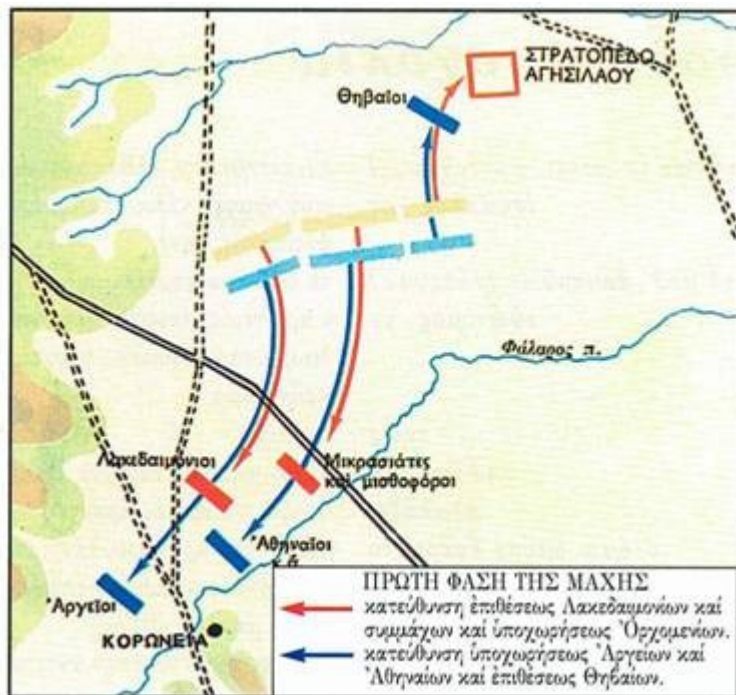 ΣΤΡΑΤΟΠΕΔΟ
ΑΓΗΣΙΛΑΟΥ
Θηβαῖοι
Φάλαρος π.
Λακεδαιμόνιοι
Μικρασιάτες
καὶ μισθοφόροι
Ἀθηναῖοι
κ.ἄ.
Ἀργεῖοι
ΚΟΡΩΝΕΙΑ
ΠΡΩΤΗ ΦΑΣΗ ΤΗΣ ΜΑΧΗΣ
κατεύθυνση ἐπιθέσεως Λακεδαιμονίων καὶ
συμμάχων καὶ ὑποχωρήσεως Ὀρχομενίων.
κατεύθυνση ὑποχωρήσεως Ἀργείων καὶ
Ἀθηναίων καὶ ἐπιθέσεως Θηβαίων.